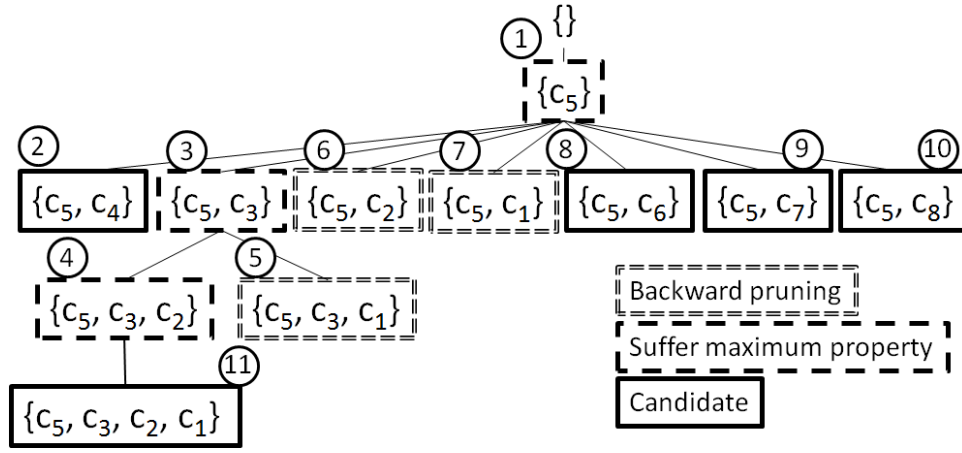 {}
1
{c₅}
2 3 6 7 8 9 10
{c₅, c₄} {c₅, c₃} {c₅, c₂} {c₅, c₁} {c₅, c₆} {c₅, c₇} {c₅, c₈}
4 5
{c₅, c₃, c₂} {c₅, c₃, c₁}
11
{c₅, c₃, c₂, c₁}
Backward pruning
Suffer maximum property
Candidate